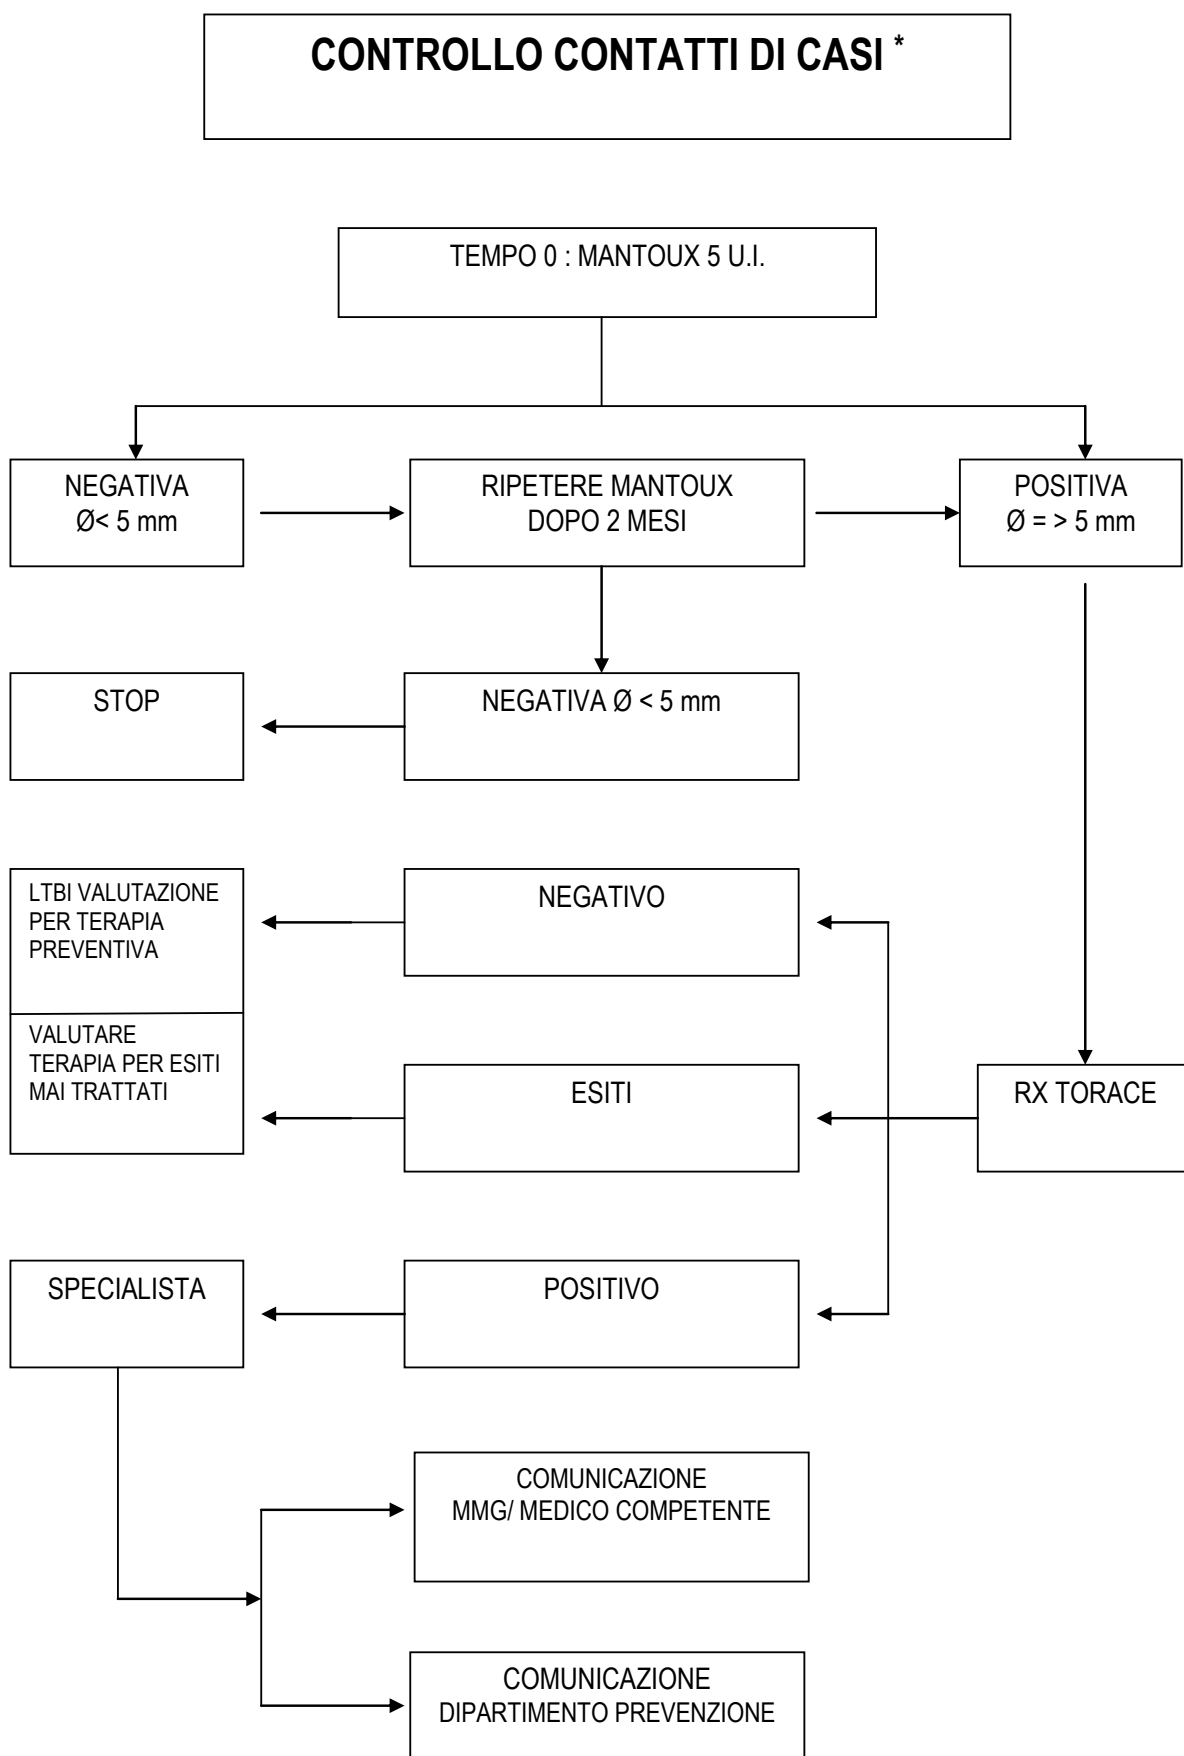 CONTROLLO CONTATTI DI CASI *
TEMPO 0 : MANTOUX 5 U.I.
NEGATIVA
Ø< 5 mm
RIPETERE MANTOUX
DOPO 2 MESI
POSITIVA
Ø = > 5 mm
STOP
NEGATIVA Ø < 5 mm
LTBI VALUTAZIONE
PER TERAPIA
PREVENTIVA
NEGATIVO
VALUTARE
TERAPIA PER ESITI
MAI TRATTATI
ESITI
RX TORACE
SPECIALISTA
POSITIVO
COMUNICAZIONE
MMG/ MEDICO COMPETENTE
COMUNICAZIONE
DIPARTIMENTO PREVENZIONE